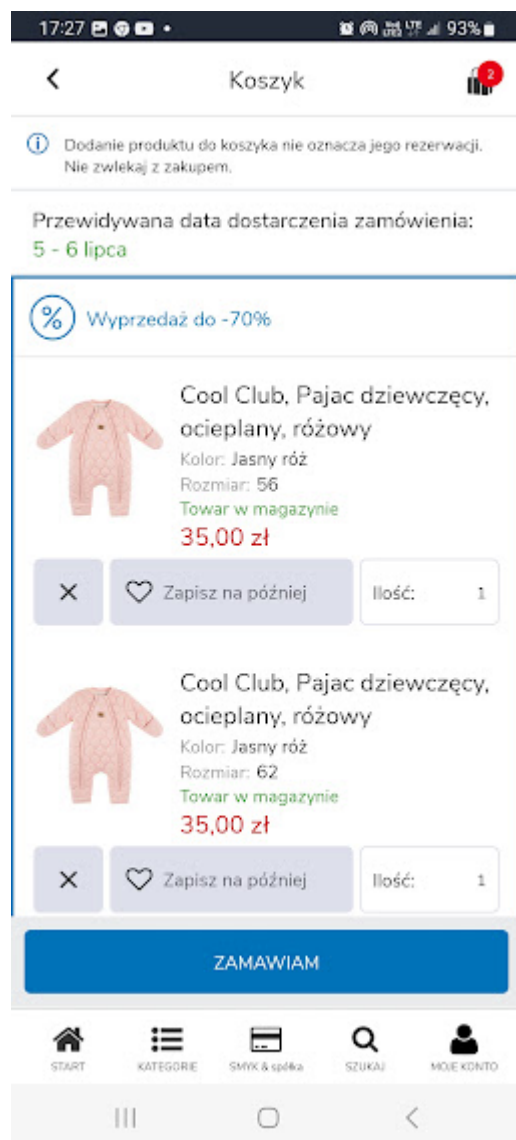 17:27
93%
Koszyk
2
Dodanie produktu do koszyka nie oznacza jego rezerwacji.
Nie zwlekaj z zakupem.
Przewidywana data dostarczenia zamówienia:
5 - 6 lipca
% Wyprzedaż do -70%
Cool Club, Pajac dziewczęcy,
ocieplany, różowy
Kolor: Jasny róż
Rozmiar: 56
Towar w magazynie
35,00 zł
Zapisz na później
Ilość: 1
Cool Club, Pajac dziewczęcy,
ocieplany, różowy
Kolor: Jasny róż
Rozmiar: 62
Towar w magazynie
35,00 zł
Zapisz na później
Ilość: 1
ZAMAWIAM
START KATEGORIE SMYK & spółka SZUKAJ MOJE KONTO